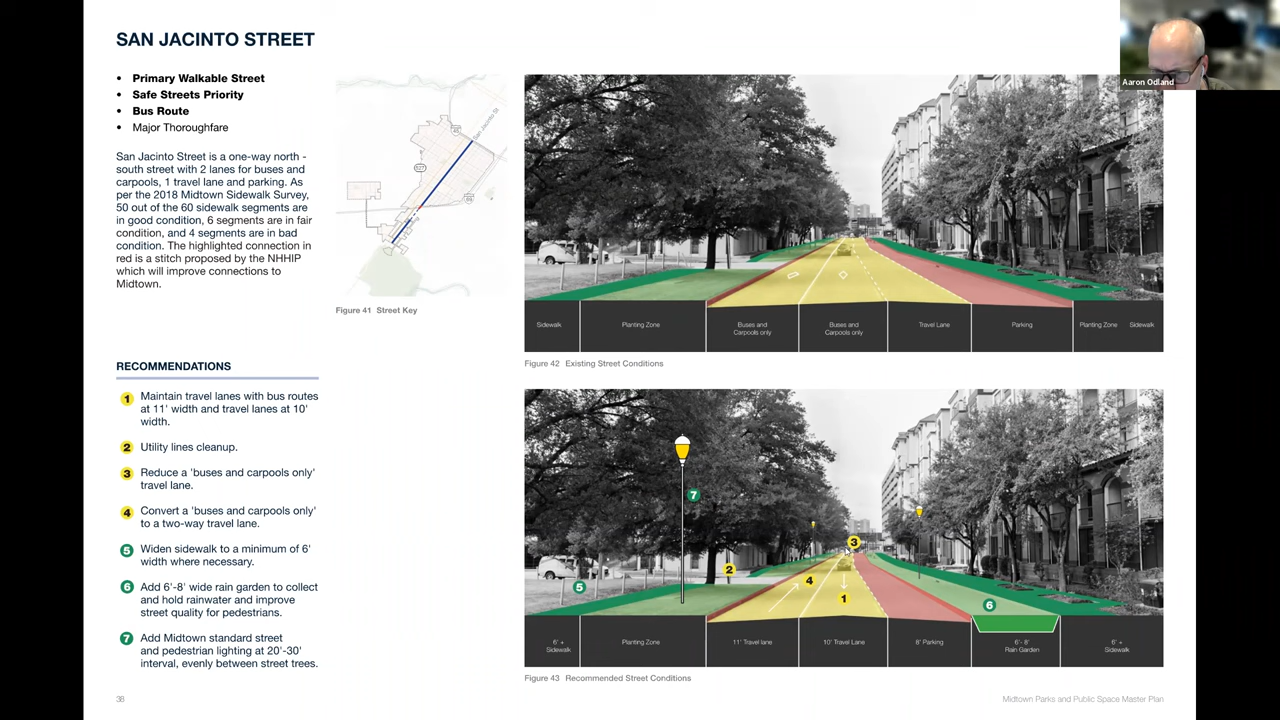 SAN JACINTO STREET
Aaron Odland
• Primary Walkable Street
• Safe Streets Priority
• Bus Route
• Major Thoroughfare
San Jacinto Street is a one-way north -
south street with 2 lanes for buses and
carpools, 1 travel lane and parking. As
per the 2018 Midtown Sidewalk Survey,
50 out of the 60 sidewalk segments are
in good condition, 6 segments are in fair
condition, and 4 segments are in bad
condition. The highlighted connection in
red is a stitch proposed by the NHHIP
which will improve connections to
Midtown.
San Jacinto St
527
Figure 41 Street Key
Sidewalk
Planting Zone
Buses and
Carpools only
Buses and
Carpools only
Travel Lane
Parking
Planting Zone
Sidewalk
Figure 42 Existing Street Conditions
RECOMMENDATIONS
1 Maintain travel lanes with bus routes
at 11' width and travel lanes at 10'
width.
2 Utility lines cleanup.
3 Reduce a 'buses and carpools only'
travel lane.
4 Convert a 'buses and carpools only'
to a two-way travel lane.
5 Widen sidewalk to a minimum of 6'
width where necessary.
6 Add 6'-8' wide rain garden to collect
and hold rainwater and improve
street quality for pedestrians.
7 Add Midtown standard street
and pedestrian lighting at 20'-30'
interval, evenly between street trees.
7
3
2
4
5
1
6
6' +
Sidewalk
Planting Zone
11' Travel lane
10' Travel Lane
8' Parking
6'- 8'
Rain Garden
6' +
Sidewalk
Figure 43 Recommended Street Conditions
38
Midtown Parks and Public Space Master Plan